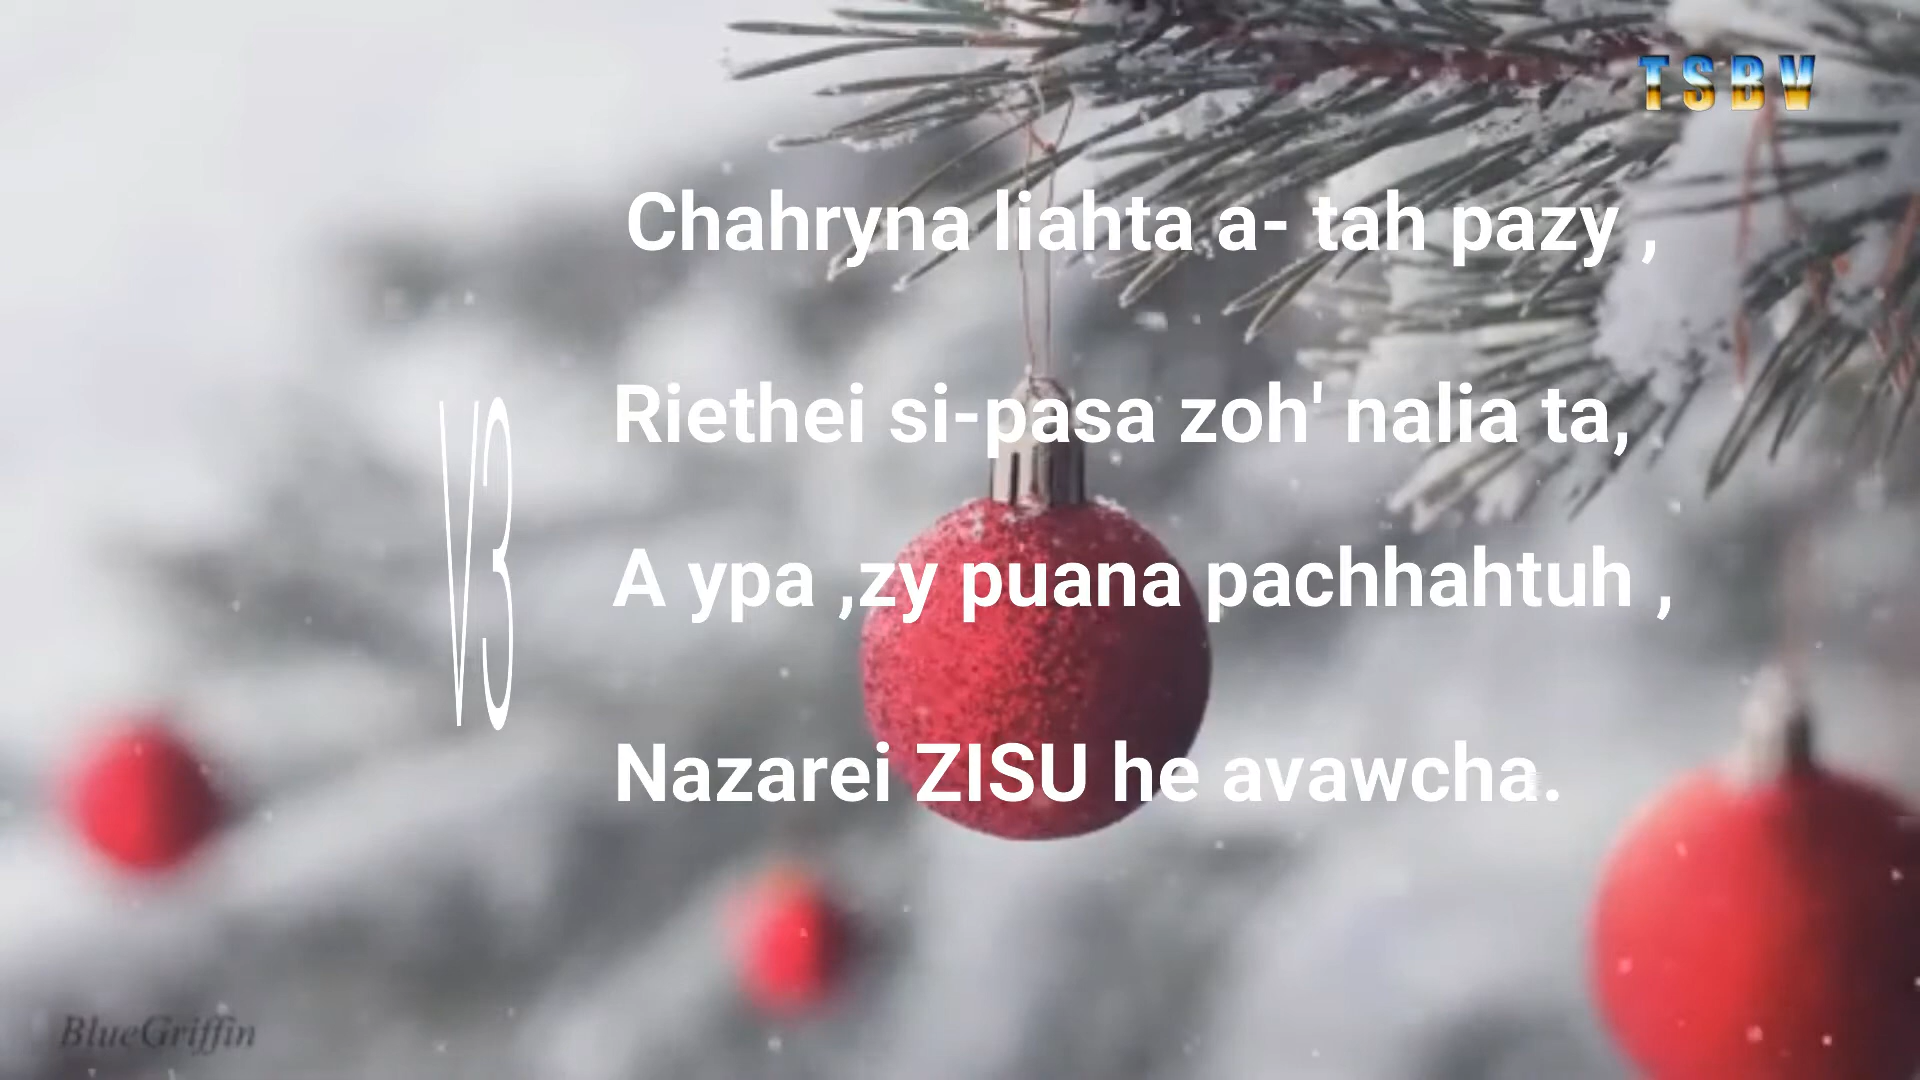 TSBV
Chahryna liahta a- tah pazy ,
Riethei si-pasa zoh' nalia ta,
V3
A ypa ,zy puana pachhahtuh ,
Nazarei ZISU he avawcha.
BlueGriffin